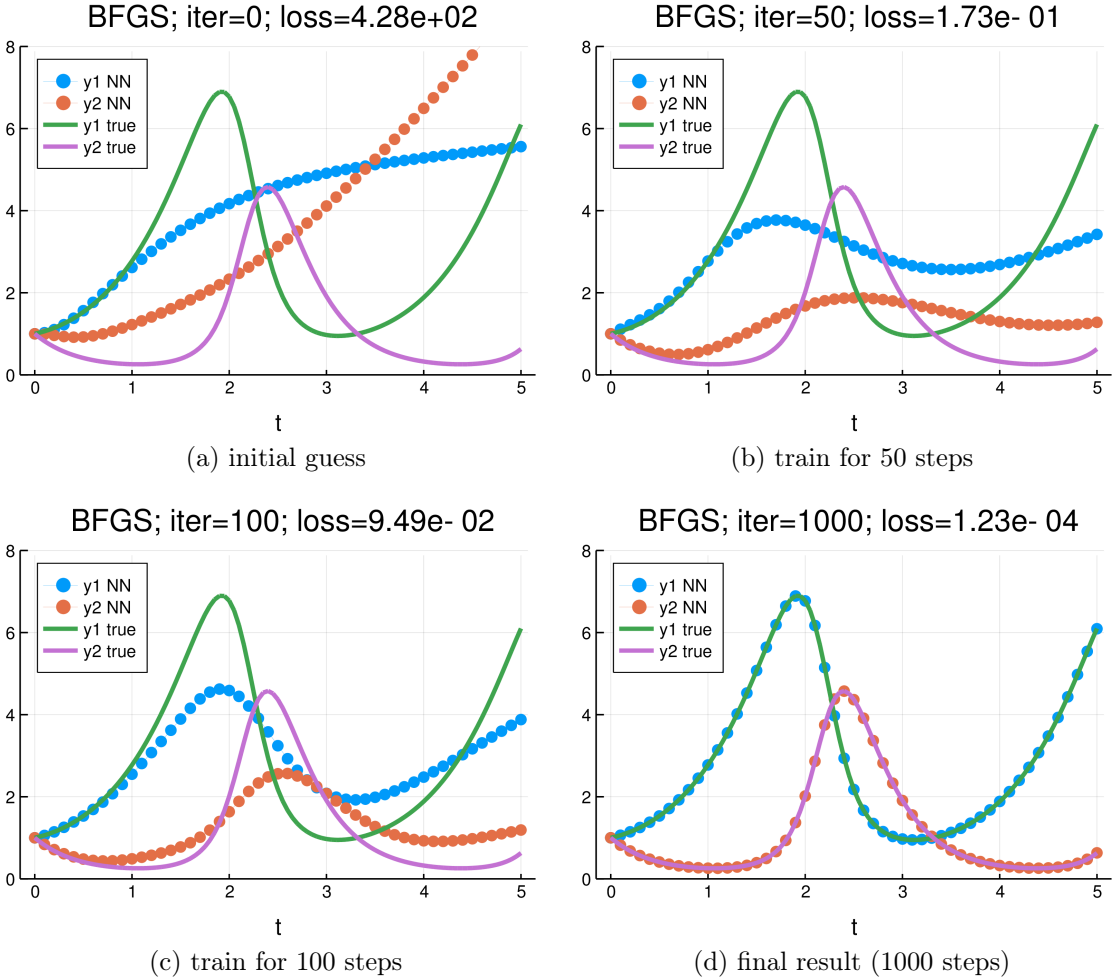 BFGS; iter=0; loss=4.28e+02
8
6
4
2
0
y1 NN
y2 NN
y1 true
y2 true
0 1 2 3 4 5
t
(a) initial guess
BFGS; iter=50; loss=1.73e- 01
8
6
4
2
0
y1 NN
y2 NN
y1 true
y2 true
0 1 2 3 4 5
t
(b) train for 50 steps
BFGS; iter=100; loss=9.49e- 02
8
6
4
2
0
y1 NN
y2 NN
y1 true
y2 true
0 1 2 3 4 5
t
(c) train for 100 steps
BFGS; iter=1000; loss=1.23e- 04
8
6
4
2
0
y1 NN
y2 NN
y1 true
y2 true
0 1 2 3 4 5
t
(d) final result (1000 steps)